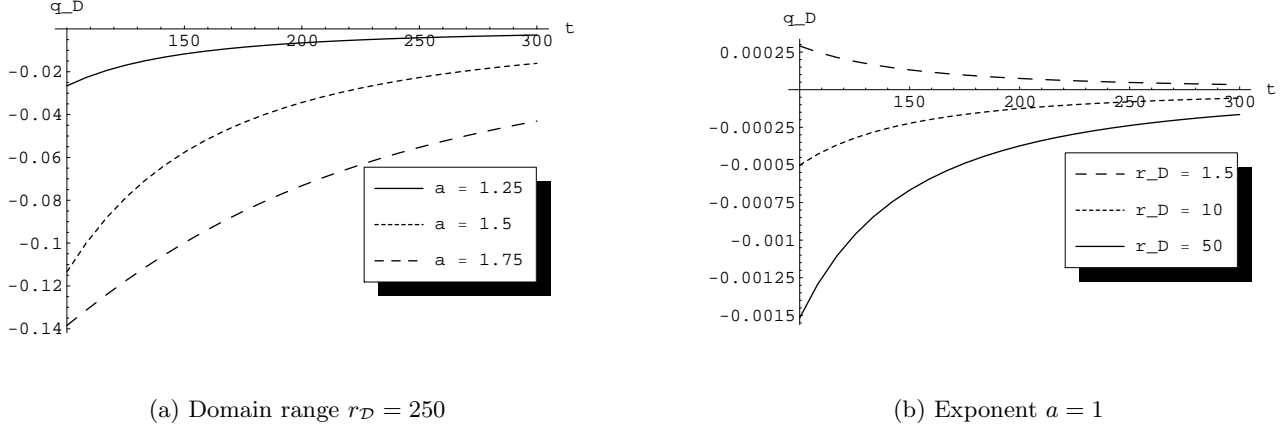 q_D
t
150
200
250
300
-0.02
-0.04
-0.06
-0.08
-0.1
-0.12
-0.14
a = 1.25
a = 1.5
a = 1.75
(a) Domain range r_𝒟 = 250
q_D
t
0.00025
150
200
250
300
-0.00025
-0.0005
-0.00075
-0.001
-0.00125
-0.0015
r_D = 1.5
r_D = 10
r_D = 50
(b) Exponent a = 1